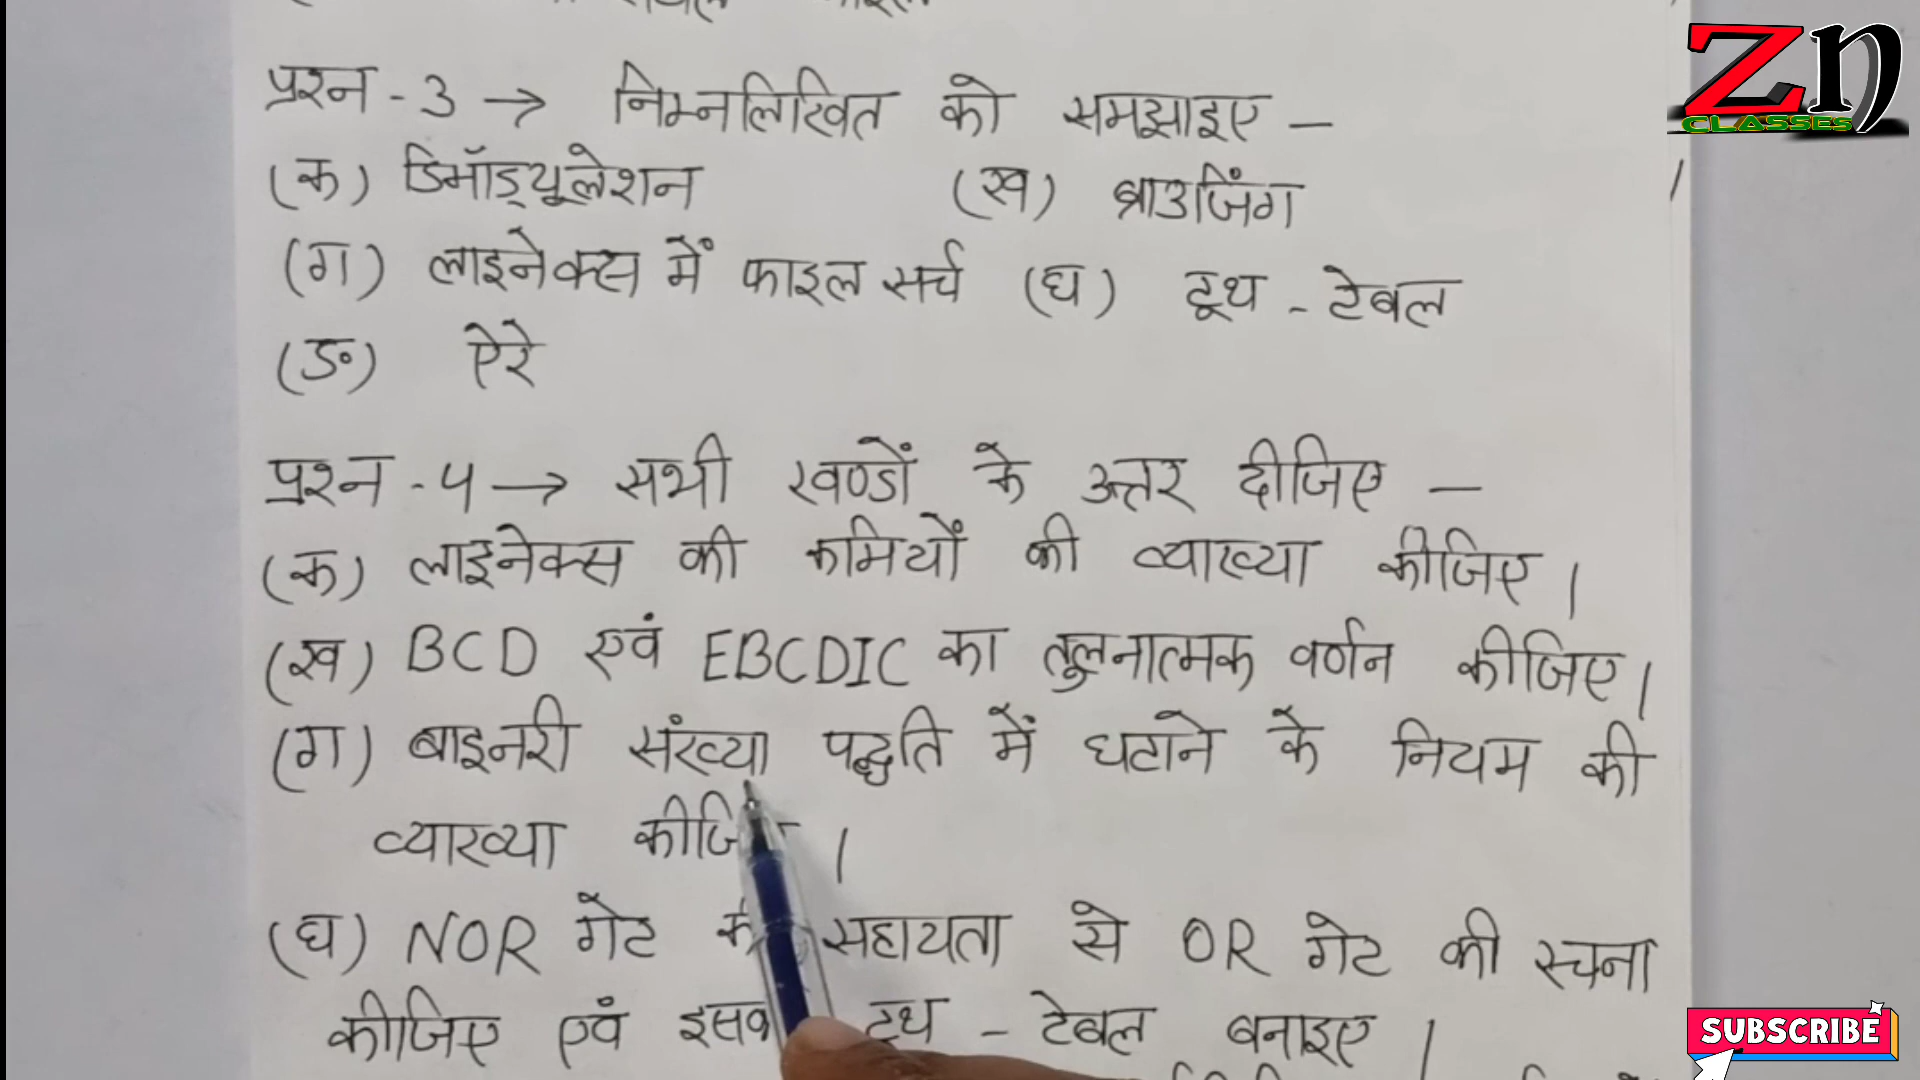 प्रश्न - 3 → निम्नलिखित को समझाइए -
(क) डिमॉड्यूलेशन (ख) ब्राउजिंग
(ग) लाइनेक्स में फाइल सर्च (घ) ट्रूथ - टेबल
(ङ) ऐरे
प्रश्न - 4 → सभी खण्डों के उत्तर दीजिए -
(क) लाइनेक्स की कमियों की व्याख्या कीजिए।
(ख) BCD एवं EBCDIC का तुलनात्मक वर्णन कीजिए।
(ग) बाइनरी संख्या पद्धति में घटाने के नियम की
व्याख्या ।
(घ) NOR गेट सहायता से OR गेट की रचना
कीजिए एवं - टेबल बनाइए।
Zn
CLASSES
SUBSCRIBE